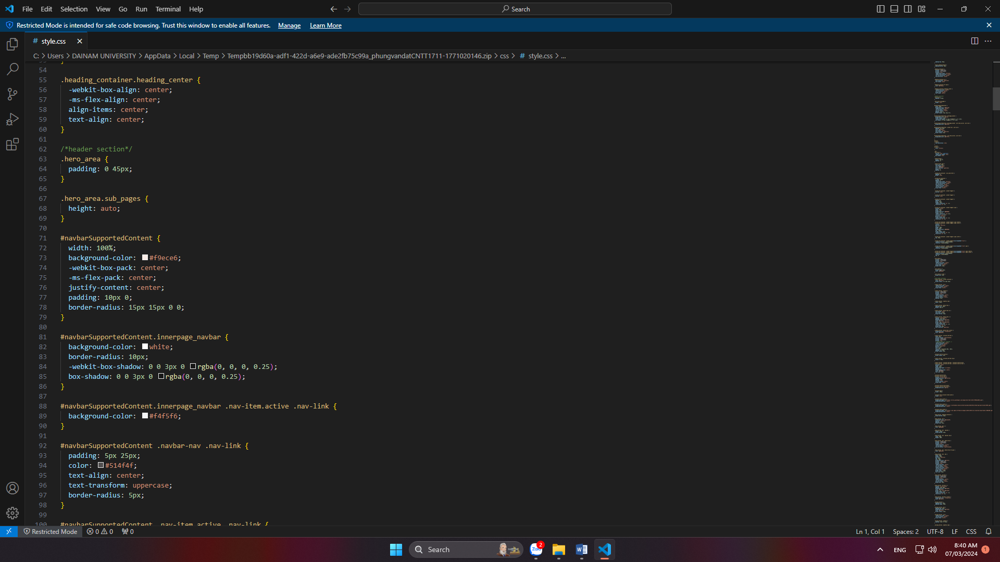 File Edit Selection View Go Run Terminal Help
Search
Restricted Mode is intended for safe code browsing. Trust this window to enable all features. Manage Learn More
# style.css
C: > Users > DAINAM UNIVERSITY > AppData > Local > Temp > Tempbb19d60a-adf1-422d-a6e9-ade2fb75c99a_phungvandatCNTT1711-1771020146.zip > css > # style.css > ...
53 }
54
55 .heading_container.heading_center {
56 -webkit-box-align: center;
57 -ms-flex-align: center;
58 align-items: center;
59 text-align: center;
60 }
61
62 /*header section*/
63 .hero_area {
64 padding: 0 45px;
65 }
66
67 .hero_area.sub_pages {
68 height: auto;
69 }
70
71 #navbarSupportedContent {
72 width: 100%;
73 background-color: #f9ece6;
74 -webkit-box-pack: center;
75 -ms-flex-pack: center;
76 justify-content: center;
77 padding: 10px 0;
78 border-radius: 15px 15px 0 0;
79 }
80
81 #navbarSupportedContent.innerpage_navbar {
82 background-color: white;
83 border-radius: 10px;
84 -webkit-box-shadow: 0 0 3px 0 rgba(0, 0, 0, 0.25);
85 box-shadow: 0 0 3px 0 rgba(0, 0, 0, 0.25);
86 }
87
88 #navbarSupportedContent.innerpage_navbar .nav-item.active .nav-link {
89 background-color: #f4f5f6;
90 }
91
92 #navbarSupportedContent .navbar-nav .nav-link {
93 padding: 5px 25px;
94 color: #514f4f;
95 text-align: center;
96 text-transform: uppercase;
97 border-radius: 5px;
98 }
99
100 #navbarSupportedContent .nav-item.active .nav-link {
Restricted Mode 0 0 0 Ln 1, Col 1 Spaces: 2 UTF-8 LF CSS
Search Zalo 2 W ENG 8:40 AM 1
07/03/2024